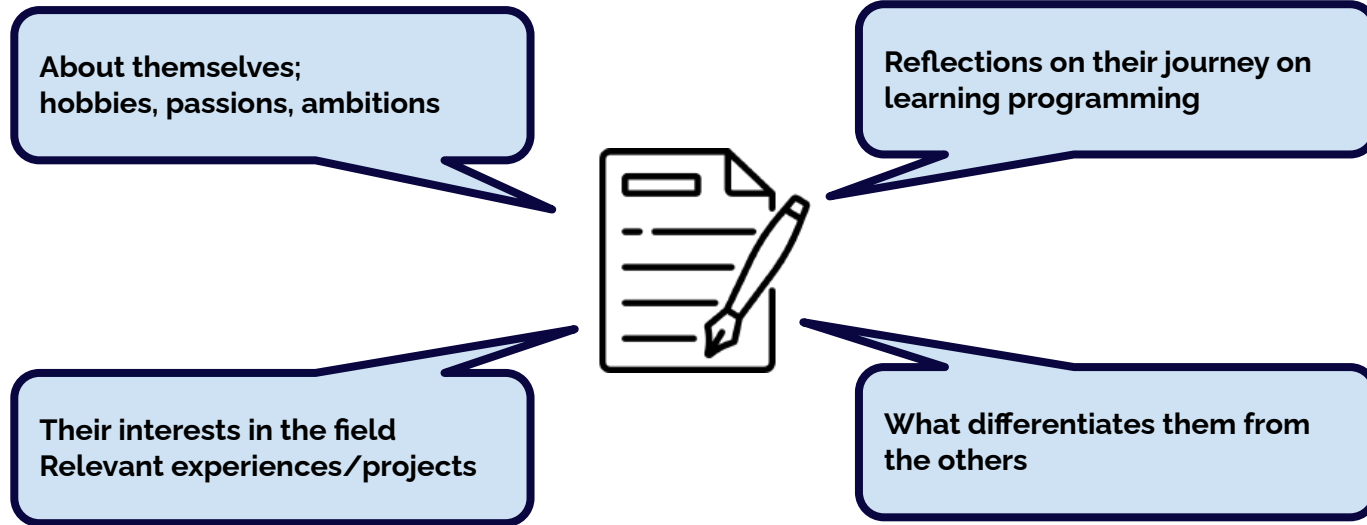 About themselves;
hobbies, passions, ambitions
Reflections on their journey on
learning programming
Their interests in the field
Relevant experiences/projects
What differentiates them from
the others